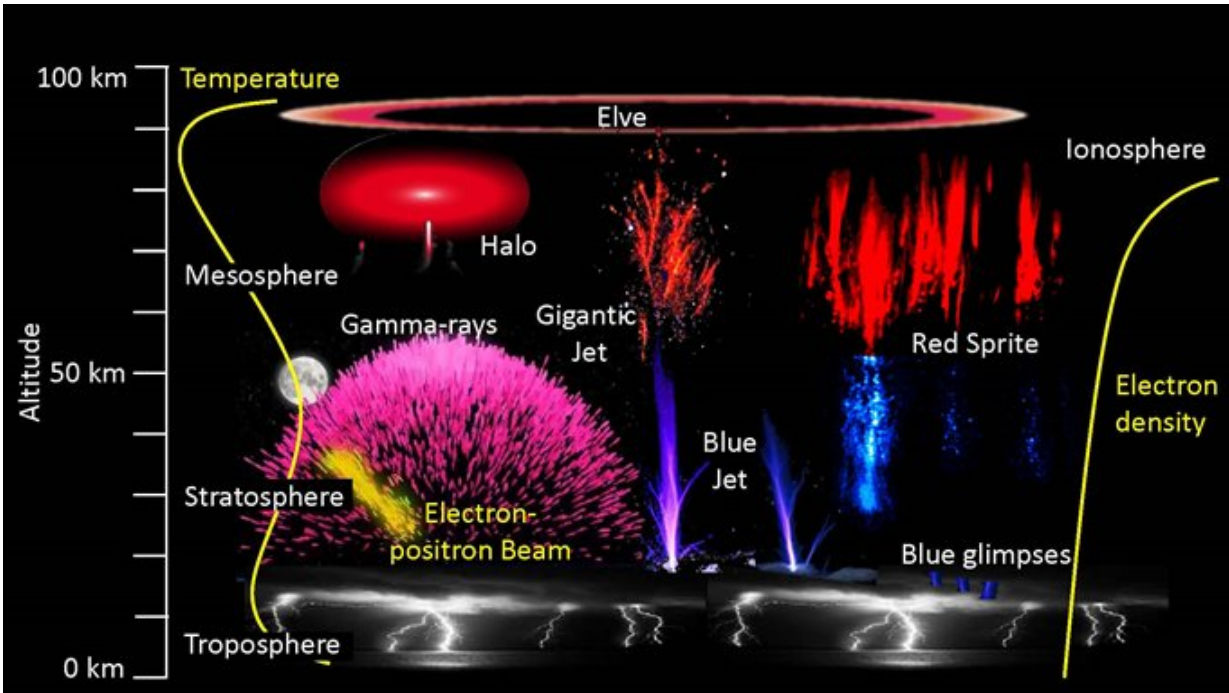 100 km
Temperature
Elve
Ionosphere
Halo
Mesosphere
Gamma-rays
Gigantic
Jet
Red Sprite
Altitude
50 km
Electron
density
Blue
Jet
Stratosphere
Electron-
positron Beam
Blue glimpses
Troposphere
0 km